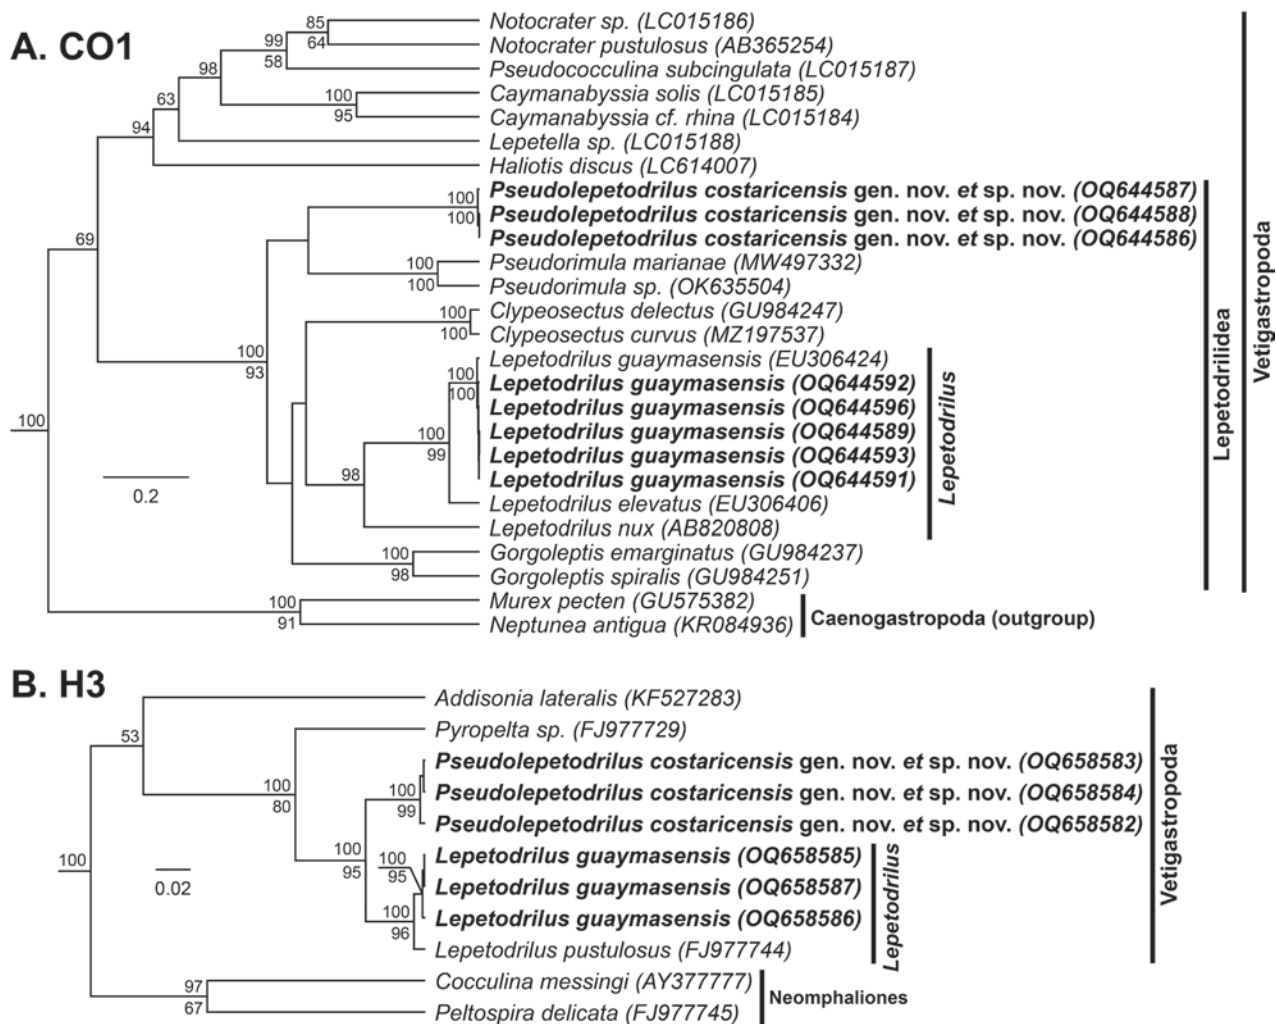 A. CO1
85
64
99
58
98
100
95
63
94
69
100
100
100
100
100
93
100
100
100
100
100
99
98
100
98
100
100
91
0.2
Notocrater sp. (LC015186)
Notocrater pustulosus (AB365254)
Pseudococculina subcingulata (LC015187)
Caymanabyssia solis (LC015185)
Caymanabyssia cf. rhina (LC015184)
Lepetella sp. (LC015188)
Haliotis discus (LC614007)
Pseudolepetodrilus costaricensis gen. nov. et sp. nov. (OQ644587)
Pseudolepetodrilus costaricensis gen. nov. et sp. nov. (OQ644588)
Pseudolepetodrilus costaricensis gen. nov. et sp. nov. (OQ644586)
Pseudorimula marianae (MW497332)
Pseudorimula sp. (OK635504)
Clypeosectus delectus (GU984247)
Clypeosectus curvus (MZ197537)
Lepetodrilus guaymasensis (EU306424)
Lepetodrilus guaymasensis (OQ644592)
Lepetodrilus guaymasensis (OQ644596)
Lepetodrilus guaymasensis (OQ644589)
Lepetodrilus guaymasensis (OQ644593)
Lepetodrilus guaymasensis (OQ644591)
Lepetodrilus elevatus (EU306406)
Lepetodrilus nux (AB820808)
Gorgoleptis emarginatus (GU984237)
Gorgoleptis spiralis (GU984251)
Murex pecten (GU575382)
Neptunea antigua (KR084936)
Lepetodrilus
Lepetodrilidea
Vetigastropoda
Caenogastropoda (outgroup)
B. H3
53
100
80
100
99
100
95
100
95
100
96
100
97
67
0.02
Addisonia lateralis (KF527283)
Pyropelta sp. (FJ977729)
Pseudolepetodrilus costaricensis gen. nov. et sp. nov. (OQ658583)
Pseudolepetodrilus costaricensis gen. nov. et sp. nov. (OQ658584)
Pseudolepetodrilus costaricensis gen. nov. et sp. nov. (OQ658582)
Lepetodrilus guaymasensis (OQ658585)
Lepetodrilus guaymasensis (OQ658587)
Lepetodrilus guaymasensis (OQ658586)
Lepetodrilus pustulosus (FJ977744)
Cocculina messingi (AY377777)
Peltospira delicata (FJ977745)
Lepetodrilus
Vetigastropoda
Neomphaliones